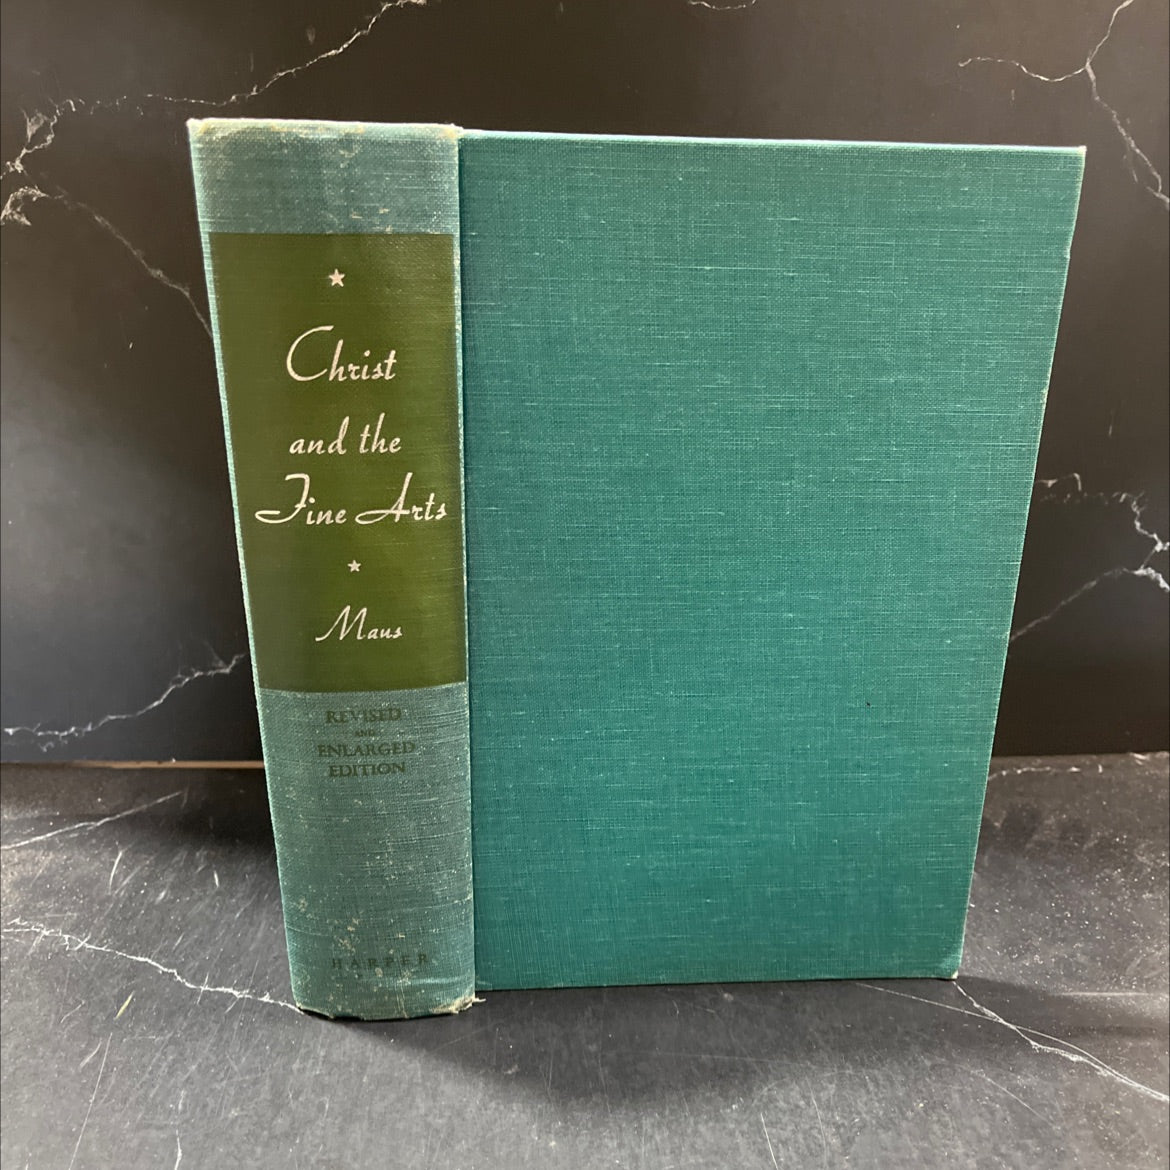 Christ
and the
Fine Arts
Maus
REVISED
AND
ENLARGED
EDITION
HARPER